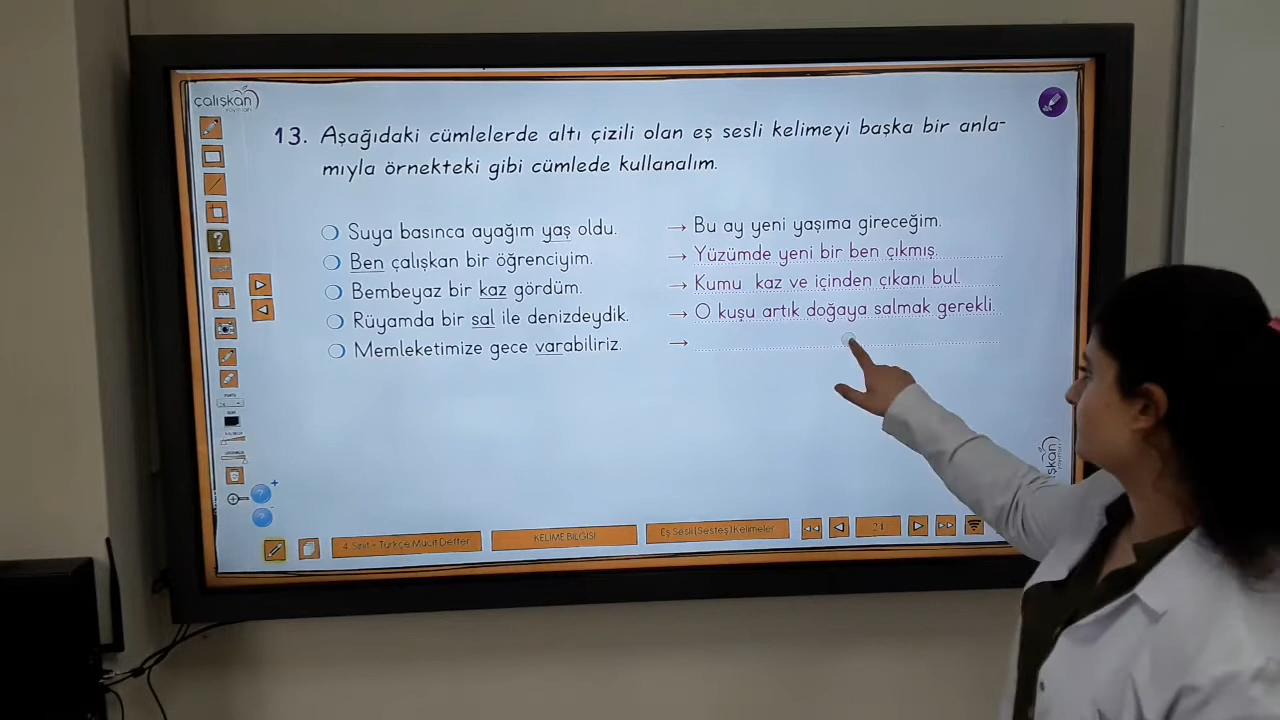 çalışkan
yayınları
13. Aşağıdaki cümlelerde altı çizili olan eş sesli kelimeyi başka bir anla-
mıyla örnekteki gibi cümlede kullanalım.
Suya basınca ayağım yaş oldu. → Bu ay yeni yaşıma gireceğim.
Ben çalışkan bir öğrenciyim. → Yüzümde yeni bir ben çıkmış.
Bembeyaz bir kaz gördüm. → Kumu kaz ve içinden çıkanı bul.
Rüyamda bir sal ile denizdeydik. → O kuşu artık doğaya salmak gerekli.
Memleketimize gece varabiliriz. →
4. Sınıf - Türkçe Mucit Defter
KELİME BİLGİSİ
Eş Sesli (Sesteş) Kelimeler
21